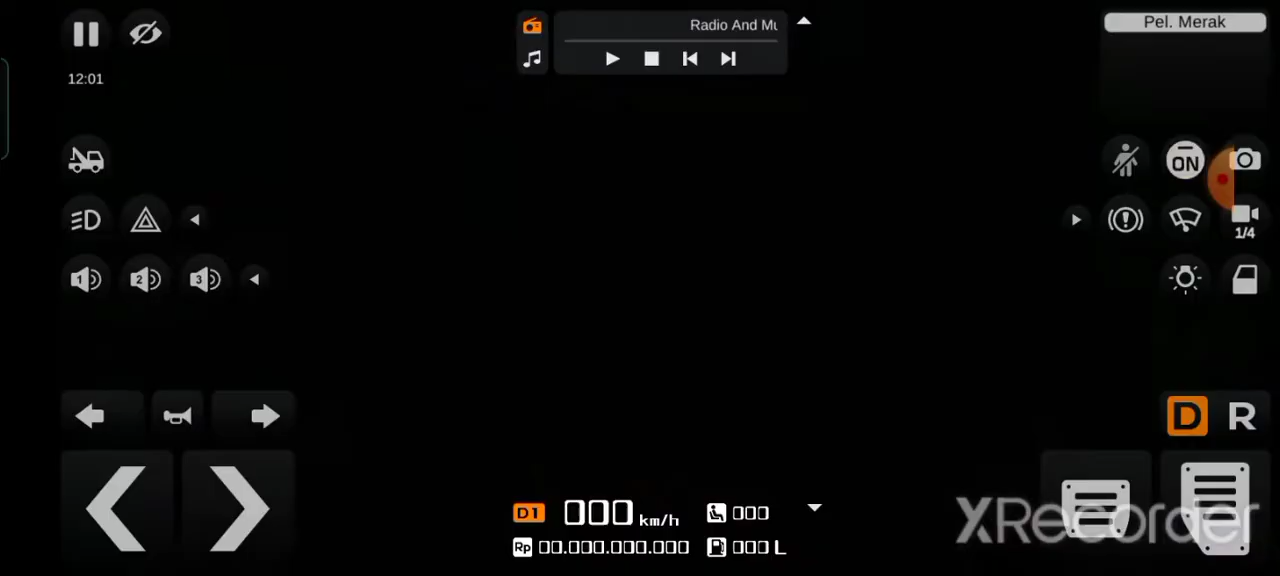 Radio And Mu
Pel. Merak
12:01
ON
1/4
1
2
3
D R
D1 000 km/h 000
Rp 00.000.000.000 000 L
XRecorder